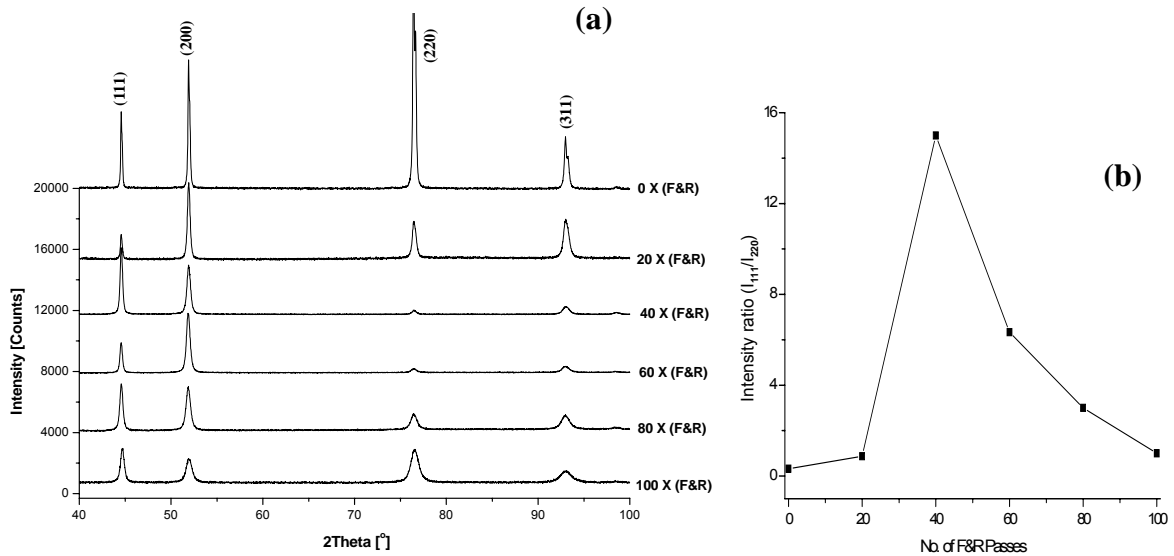 (a)
(111)
(200)
(220)
(311)
20000
16000
12000
8000
4000
0
0 X (F&R)
20 X (F&R)
40 X (F&R)
60 X (F&R)
80 X (F&R)
100 X (F&R)
Intensity [Counts]
40 50 60 70 80 90 100
2Theta [°]
(b)
16
12
8
4
0
Intensity ratio (I111/I220)
0 20 40 60 80 100
No. of F&R Passes